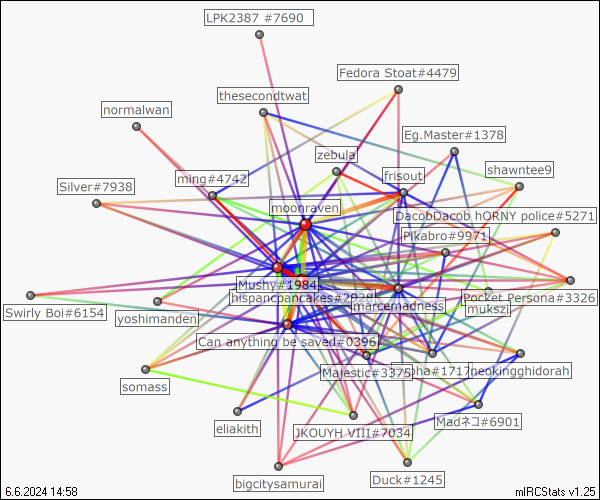 LPK2387 #7690
Fedora Stoat#4479
thesecondtwat
normalwan
Eg.Master#1378
zebula
shawntee9
ming#4742
frisout
Silver#7938
moonraven
DacobDacob hORNY police#5271
Pikabro#9971
Mushy#1984
hispancpancakes#2928
Pocket Persona#3326
marcemadness
mukszi
Swirly Boi#6154
yoshimanden
Can anything be saved#0396
Majestic#3375
ha#1717
neokingghidorah
somass
eliakith
JKOUYH VIII#7034
Madネコ#6901
bigcitysamurai
Duck#1245
6.6.2024 14:58
mIRCStats v1.25